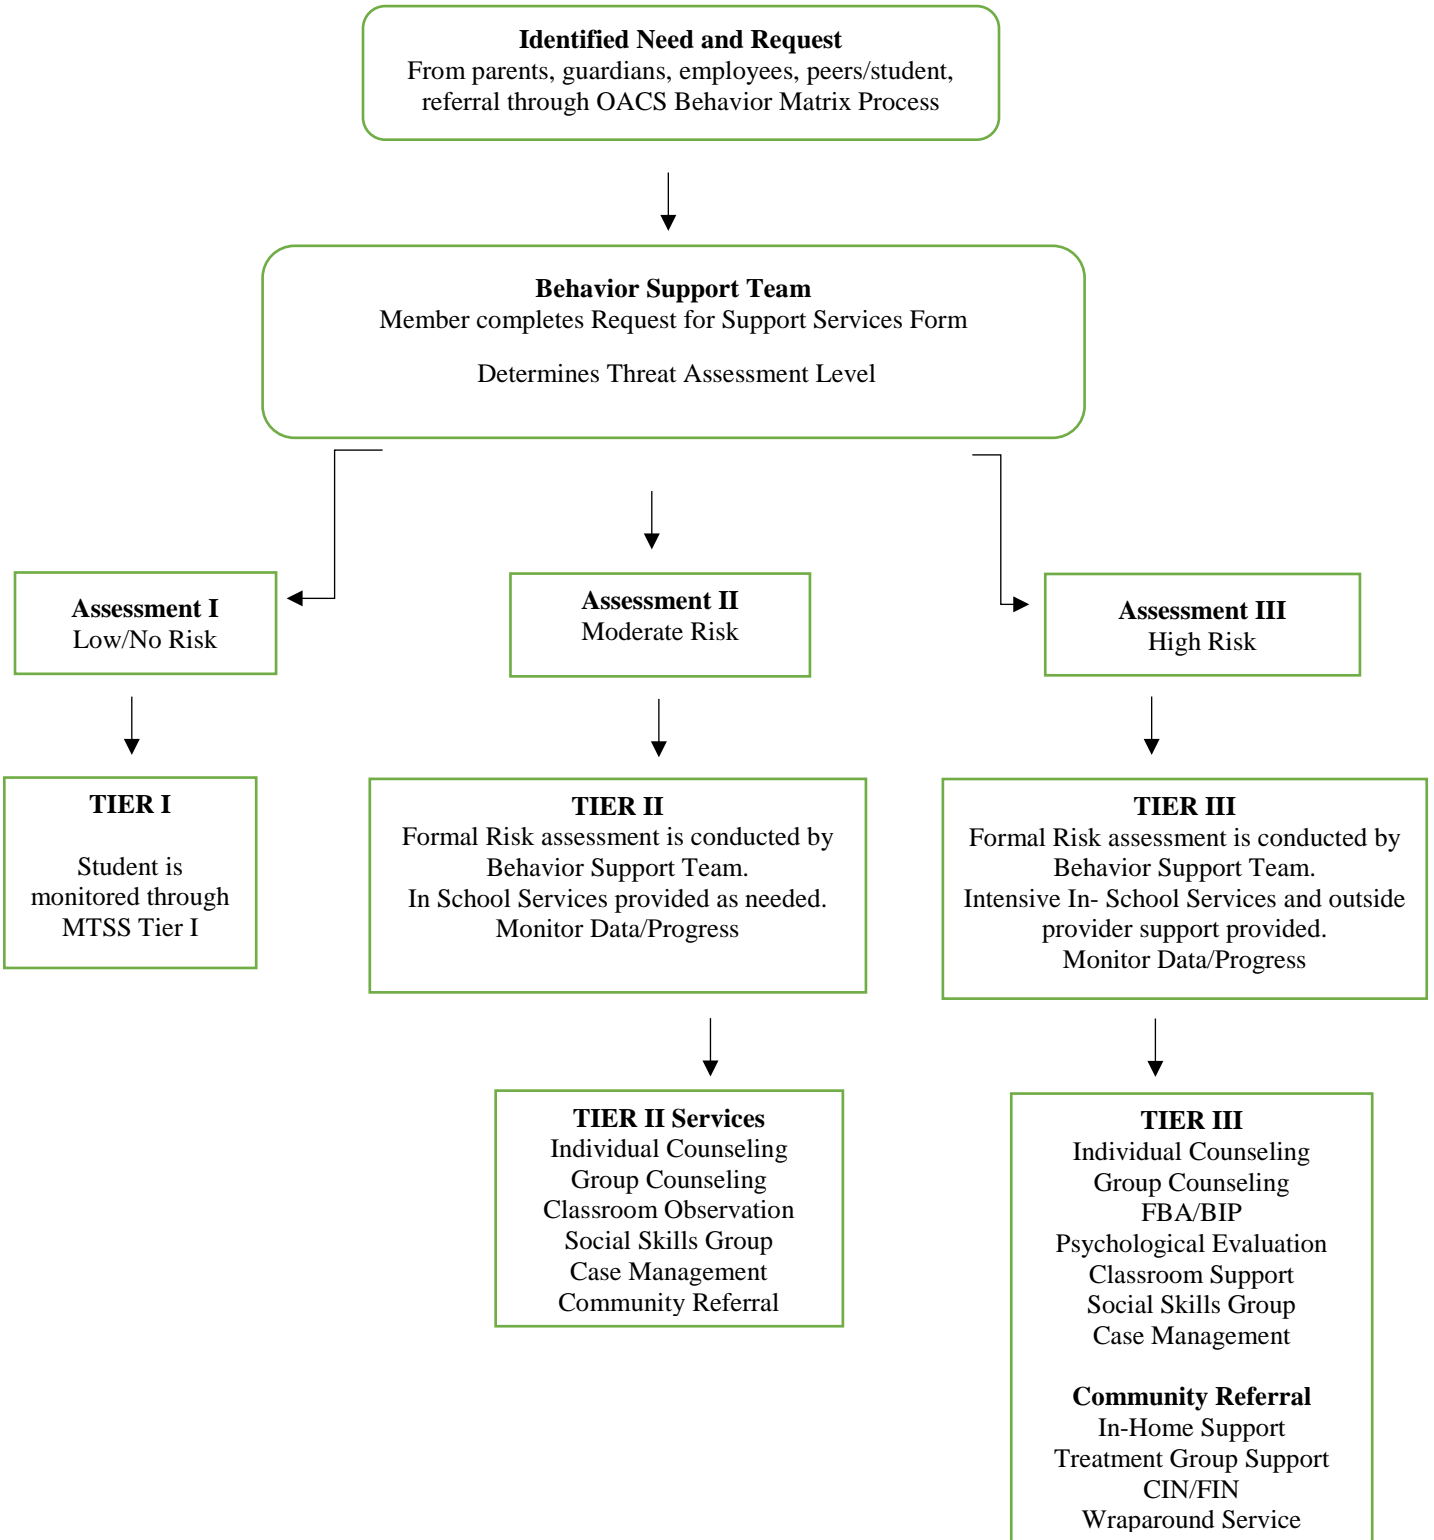 Identified Need and Request
From parents, guardians, employees, peers/student,
referral through OACS Behavior Matrix Process
Behavior Support Team
Member completes Request for Support Services Form
Determines Threat Assessment Level
Assessment I
Low/No Risk
Assessment II
Moderate Risk
Assessment III
High Risk
TIER I
Student is
monitored through
MTSS Tier I
TIER II
Formal Risk assessment is conducted by
Behavior Support Team.
In School Services provided as needed.
Monitor Data/Progress
TIER III
Formal Risk assessment is conducted by
Behavior Support Team.
Intensive In- School Services and outside
provider support provided.
Monitor Data/Progress
TIER II Services
Individual Counseling
Group Counseling
Classroom Observation
Social Skills Group
Case Management
Community Referral
TIER III
Individual Counseling
Group Counseling
FBA/BIP
Psychological Evaluation
Classroom Support
Social Skills Group
Case Management
Community Referral
In-Home Support
Treatment Group Support
CIN/FIN
Wraparound Service